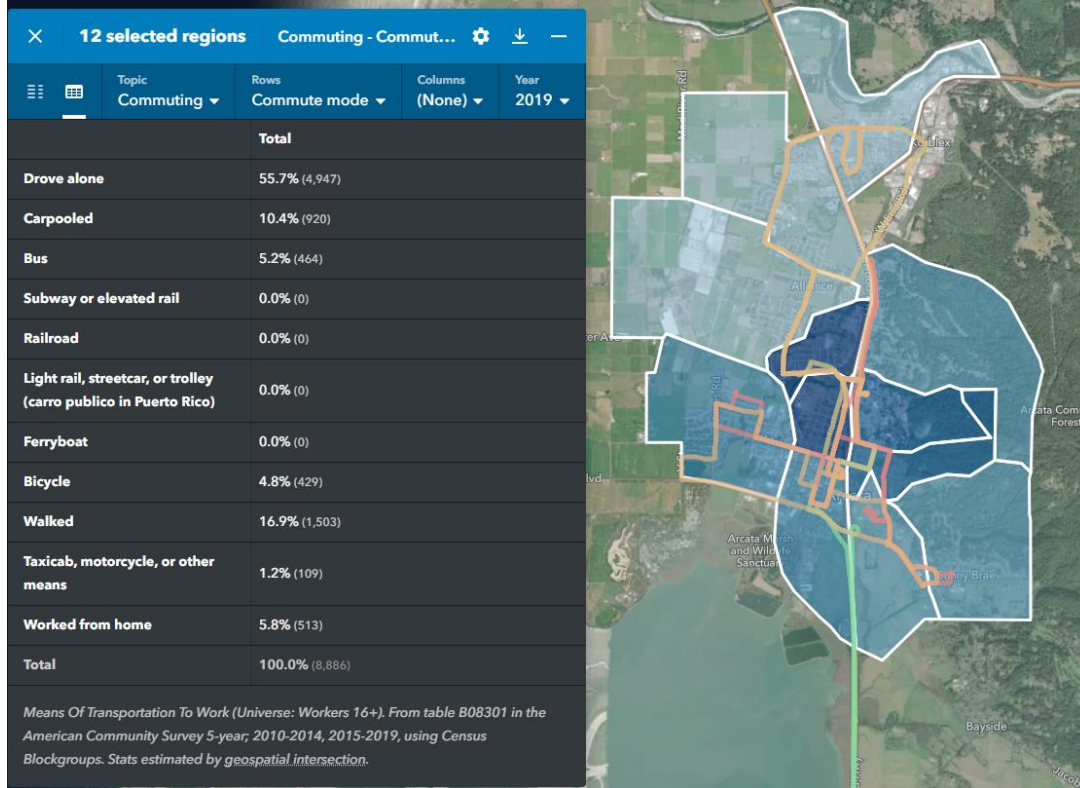 12 selected regions Commuting - Commut...
Topic
Commuting
Rows
Commute mode
Columns
(None)
Year
2019
Total
Drove alone 55.7% (4,947)
Carpooled 10.4% (920)
Bus 5.2% (464)
Subway or elevated rail 0.0% (0)
Railroad 0.0% (0)
Light rail, streetcar, or trolley
(carro publico in Puerto Rico) 0.0% (0)
Ferryboat 0.0% (0)
Bicycle 4.8% (429)
Walked 16.9% (1,503)
Taxicab, motorcycle, or other
means 1.2% (109)
Worked from home 5.8% (513)
Total 100.0% (8,886)
Means Of Transportation To Work (Universe: Workers 16+). From table B08301 in the
American Community Survey 5-year; 2010-2014, 2015-2019, using Census
Blockgroups. Stats estimated by geospatial intersection.
Korblex
Alliance
Arcata Com
Forest
Arcata Marsh
and Wildlife
Sanctuary
Sunny Brae
Bayside